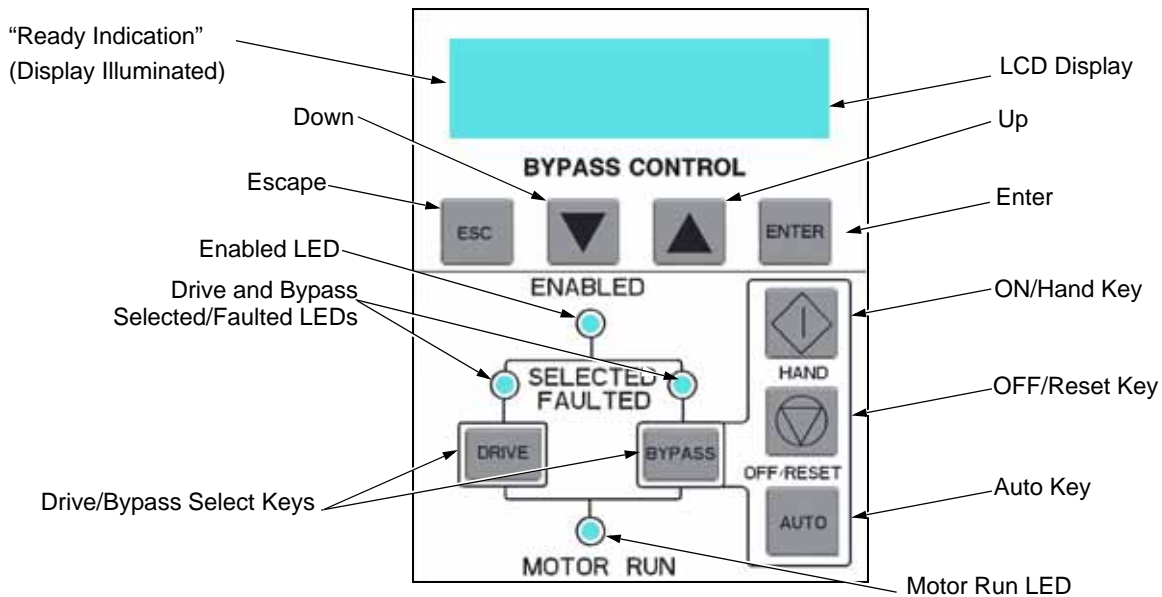 “Ready Indication”
(Display Illuminated)
LCD Display
Down
Up
BYPASS CONTROL
Escape
Enter
ESC
ENTER
Enabled LED
ENABLED
Drive and Bypass
Selected/Faulted LEDs
ON/Hand Key
HAND
SELECTED
FAULTED
OFF/Reset Key
DRIVE
BYPASS
OFF/RESET
Drive/Bypass Select Keys
Auto Key
AUTO
MOTOR RUN
Motor Run LED